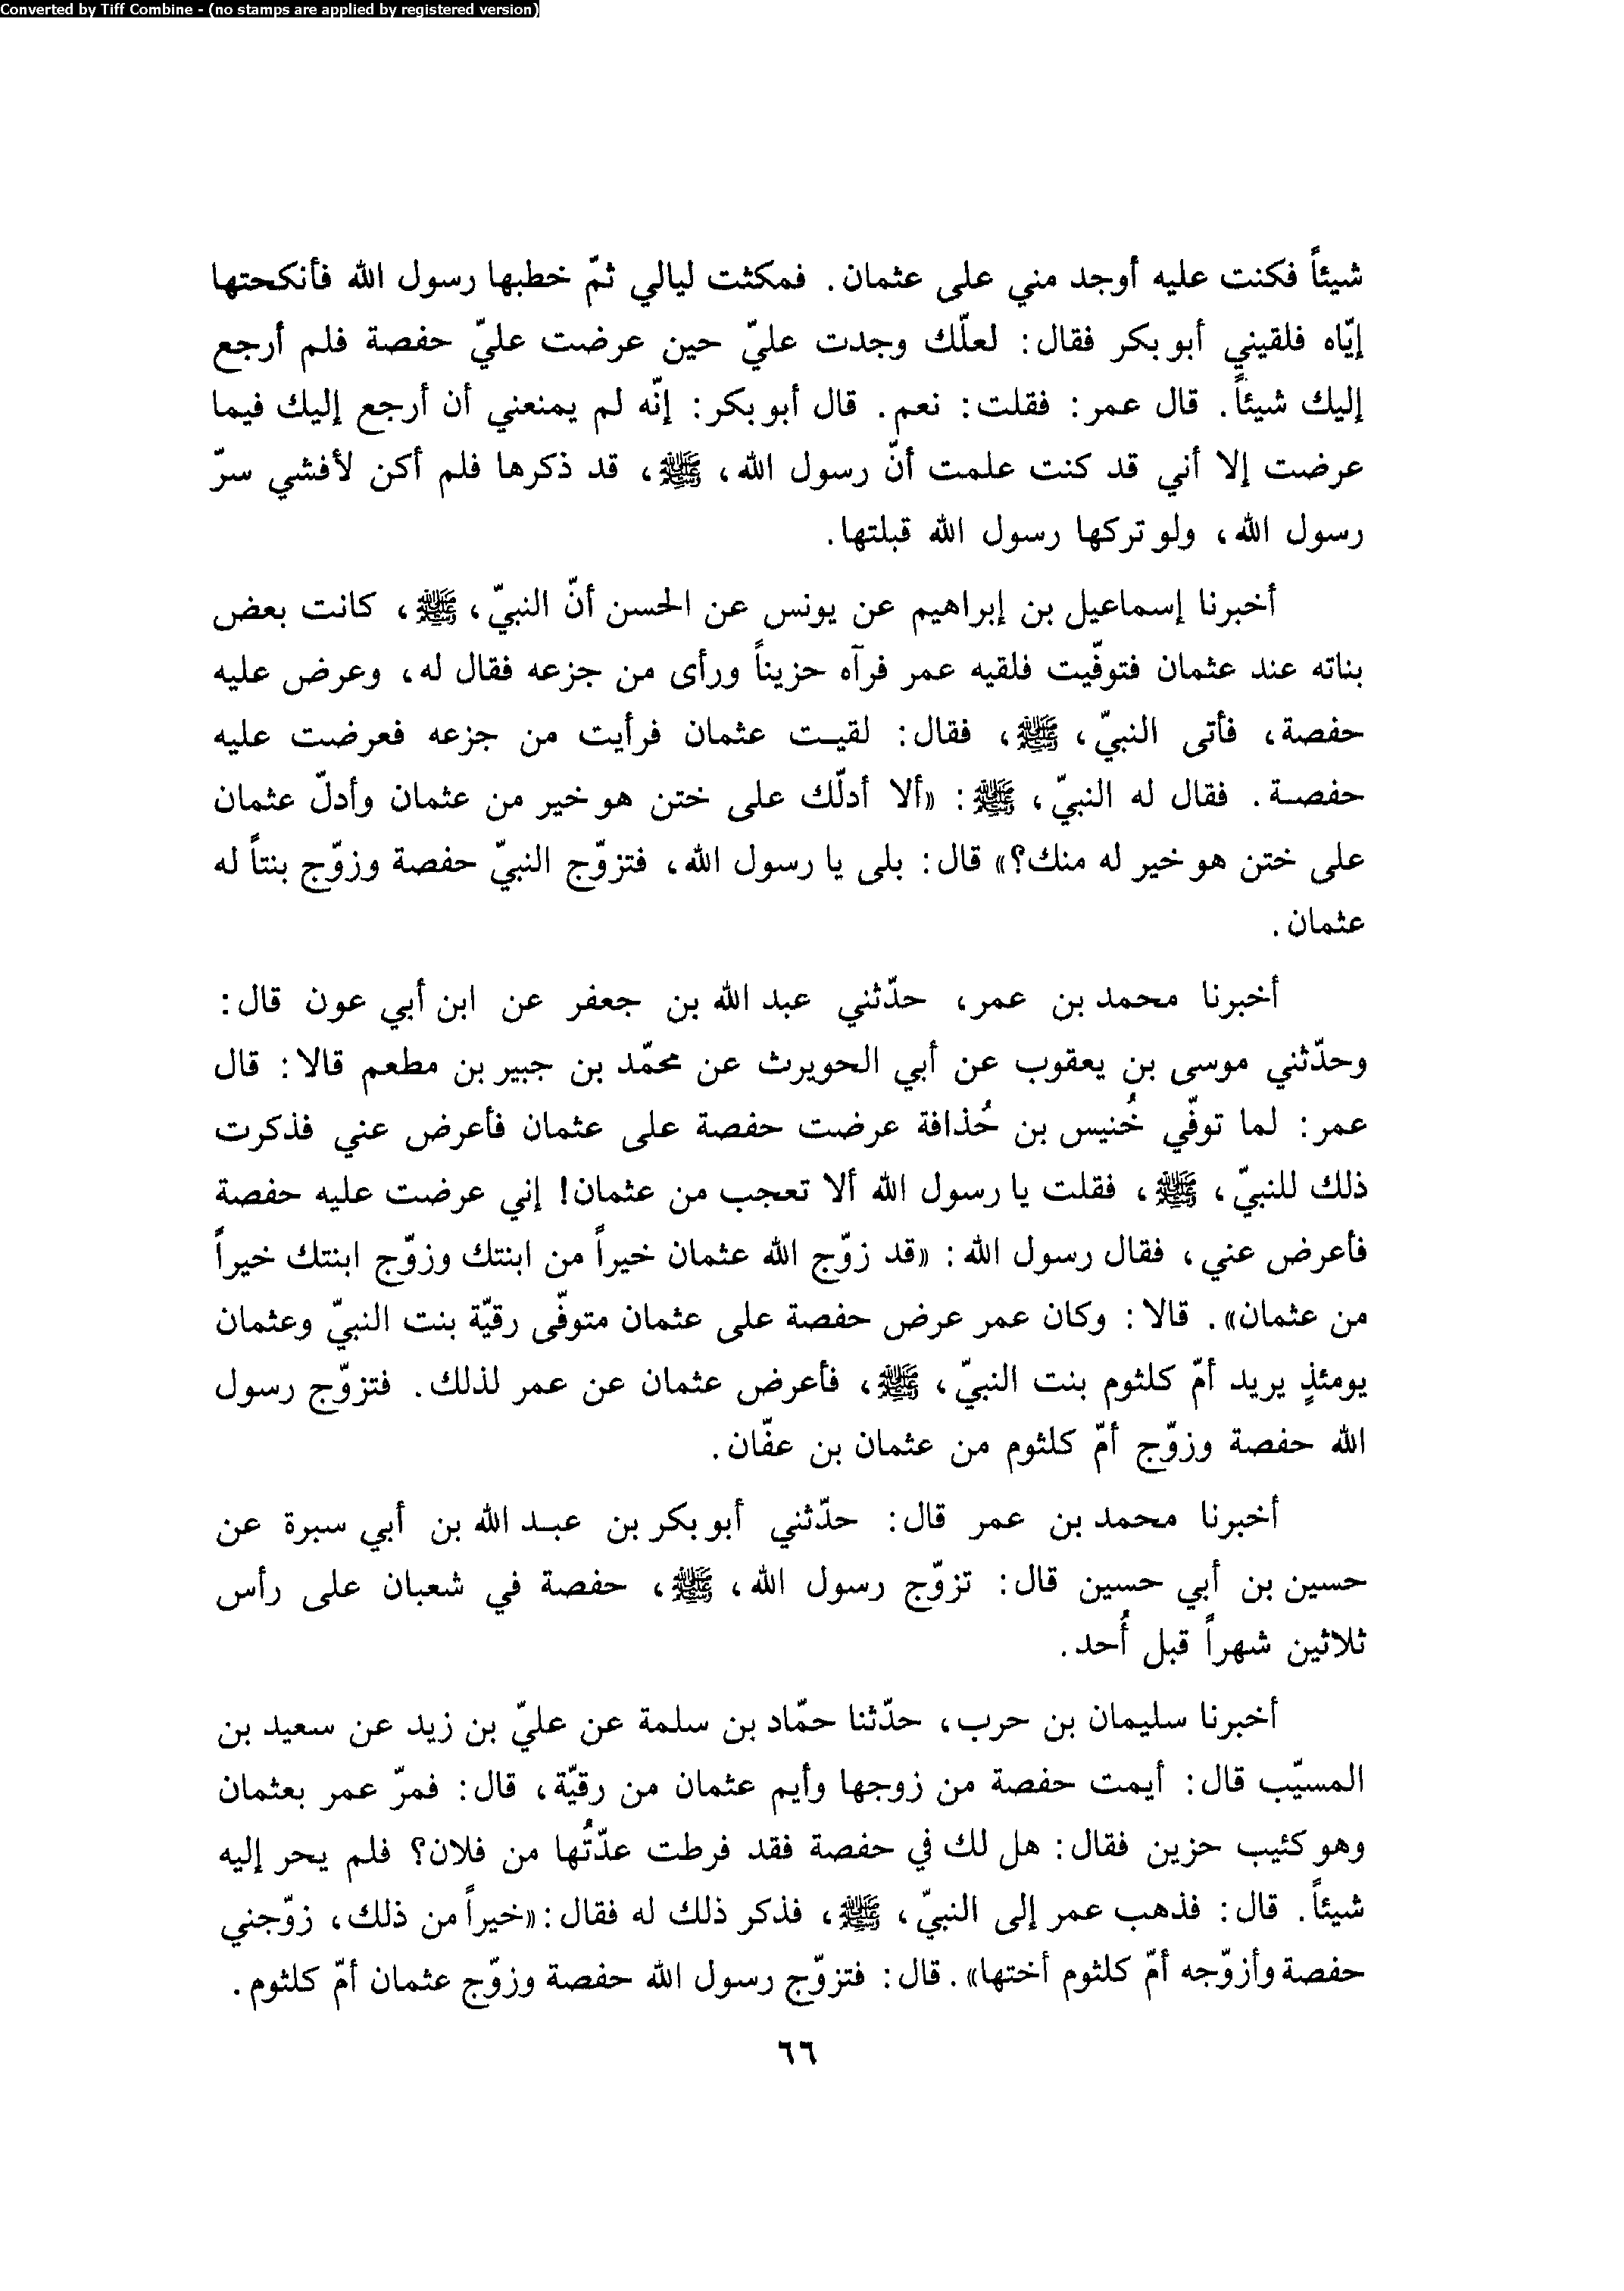 Converted by Tiff Combine - (no stamps are applied by registered version)
شيئاً فكنت عليه أوجد مني على عثمان. فمكثت ليالي ثمّ خطبها رسول الله فأنكحتها
إيّاه فلقيني أبو بكر فقال: لعلّك وجدت عليّ حين عرضت عليّ حفصة فلم أرجع
إليك شيئاً. قال عمر: فقلت: نعم. قال أبو بكر: إنّه لم يمنعني أن أرجع إليك فيما
عرضت إلا أني قد كنت علمت أنّ رسول الله، ﷺ، قد ذكرها فلم أكن لأفشي سرّ
رسول الله، ولو تركها رسول الله قبلتها.
أخبرنا إسماعيل بن إبراهيم عن يونس عن الحسن أنّ النبيّ، ﷺ، كانت بعض
بناته عند عثمان فتوفّيت فلقيه عمر فرآه حزيناً ورأى من جزعه فقال له، وعرض عليه
حفصة، فأتى النبيّ، ﷺ، فقال: لقيت عثمان فرأيت من جزعه فعرضت عليه
حفصة. فقال له النبيّ، ﷺ: «ألا أدلّك على ختن هو خير من عثمان وأدلّ عثمان
على ختن هو خير له منك؟» قال: بلى يا رسول الله، فتزوّج النبيّ حفصة وزوّج بنتاً له
عثمان.
أخبرنا محمد بن عمر، حدّثني عبد الله بن جعفر عن ابن أبي عون قال:
وحدّثني موسى بن يعقوب عن أبي الحويرث عن محمّد بن جبير بن مطعم قالا: قال
عمر: لما توفّي خُنيس بن حُذافة عرضت حفصة على عثمان فأعرض عني فذكرت
ذلك للنبيّ، ﷺ، فقلت يا رسول الله ألا تعجب من عثمان! إني عرضت عليه حفصة
فأعرض عني، فقال رسول الله: «قد زوّج الله عثمان خيراً من ابنتك وزوّج ابنتك خيراً
من عثمان». قالا: وكان عمر عرض حفصة على عثمان متوفّى رقيّة بنت النبيّ وعثمان
يومئذٍ يريد أمّ كلثوم بنت النبيّ، ﷺ، فأعرض عثمان عن عمر لذلك. فتزوّج رسول
الله حفصة وزوّج أمّ كلثوم من عثمان بن عفّان.
أخبرنا محمد بن عمر قال: حدّثني أبو بكر بن عبد الله بن أبي سبرة عن
حسين بن أبي حسين قال: تزوّج رسول الله، ﷺ، حفصة في شعبان على رأس
ثلاثين شهراً قبل أُحد.
أخبرنا سليمان بن حرب، حدّثنا حمّاد بن سلمة عن عليّ بن زيد عن سعيد بن
المسيّب قال: أيمت حفصة من زوجها وأيم عثمان من رقيّة، قال: فمرّ عمر بعثمان
وهو كئيب حزين فقال: هل لك في حفصة فقد فرطت عدّتُها من فلان؟ فلم يحر إليه
شيئاً. قال: فذهب عمر إلى النبيّ، ﷺ، فذكر ذلك له فقال: «خيراً من ذلك، زوّجني
حفصة وأزوّجه أمّ كلثوم أختها». قال: فتزوّج رسول الله حفصة وزوّج عثمان أمّ كلثوم.
٦٦